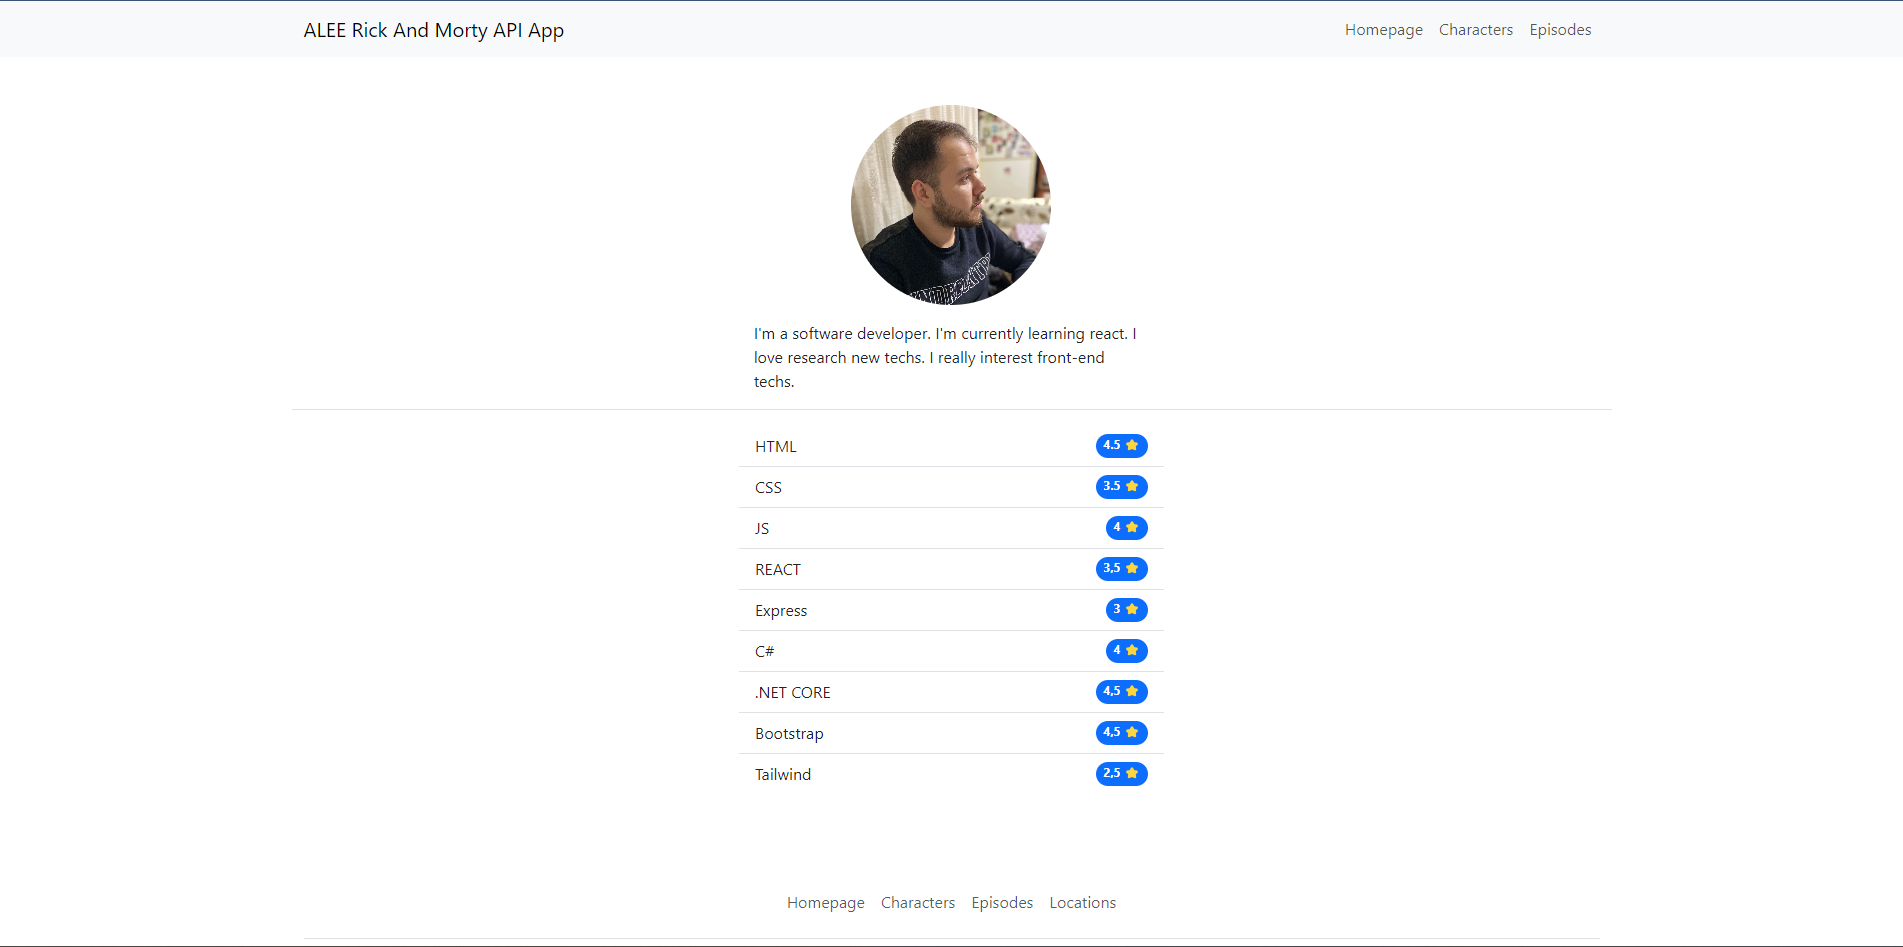 ALEE Rick And Morty API App
Homepage Characters Episodes
I'm a software developer. I'm currently learning react. I
love research new techs. I really interest front-end
techs.
HTML 4.5
CSS 3.5
JS 4
REACT 3,5
Express 3
C# 4
.NET CORE 4,5
Bootstrap 4,5
Tailwind 2,5
Homepage Characters Episodes Locations